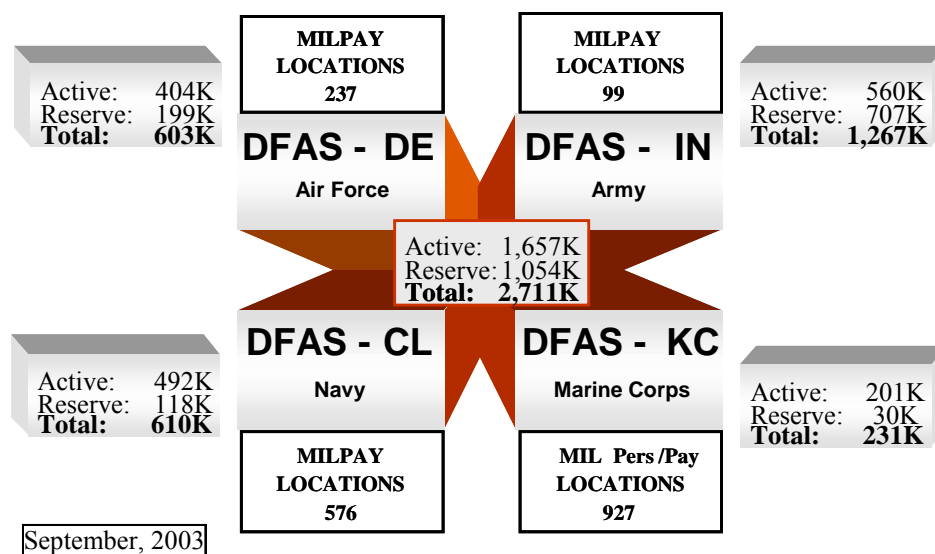 MILPAY
LOCATIONS
237
MILPAY
LOCATIONS
99
Active: 404K
Reserve: 199K
Total: 603K
Active: 560K
Reserve: 707K
Total: 1,267K
DFAS - DE
Air Force
DFAS - IN
Army
Active: 1,657K
Reserve: 1,054K
Total: 2,711K
DFAS - CL
Navy
DFAS - KC
Marine Corps
Active: 492K
Reserve: 118K
Total: 610K
Active: 201K
Reserve: 30K
Total: 231K
MILPAY
LOCATIONS
576
MIL Pers /Pay
LOCATIONS
927
September, 2003